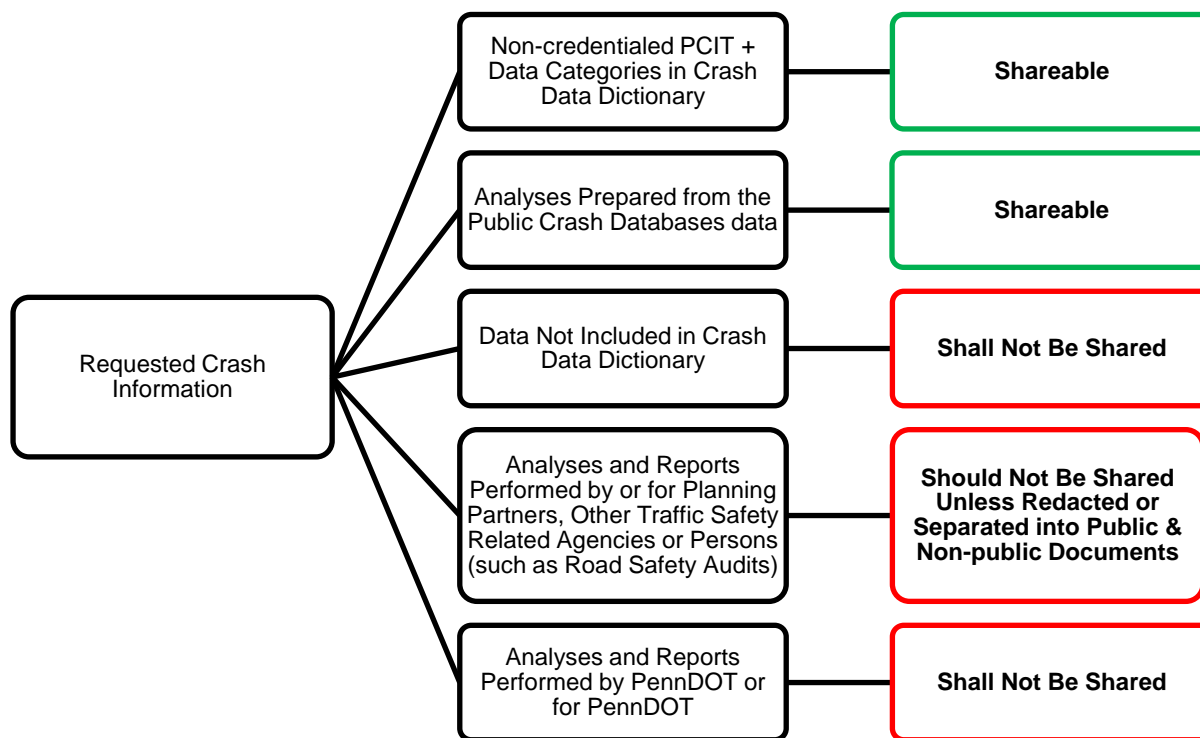 Requested Crash
Information
Non-credentialed PCIT +
Data Categories in Crash
Data Dictionary
Shareable
Analyses Prepared from the
Public Crash Databases data
Shareable
Data Not Included in Crash
Data Dictionary
Shall Not Be Shared
Analyses and Reports
Performed by or for Planning
Partners, Other Traffic Safety
Related Agencies or Persons
(such as Road Safety Audits)
Should Not Be Shared
Unless Redacted or
Separated into Public &
Non-public Documents
Analyses and Reports
Performed by PennDOT or
for PennDOT
Shall Not Be Shared